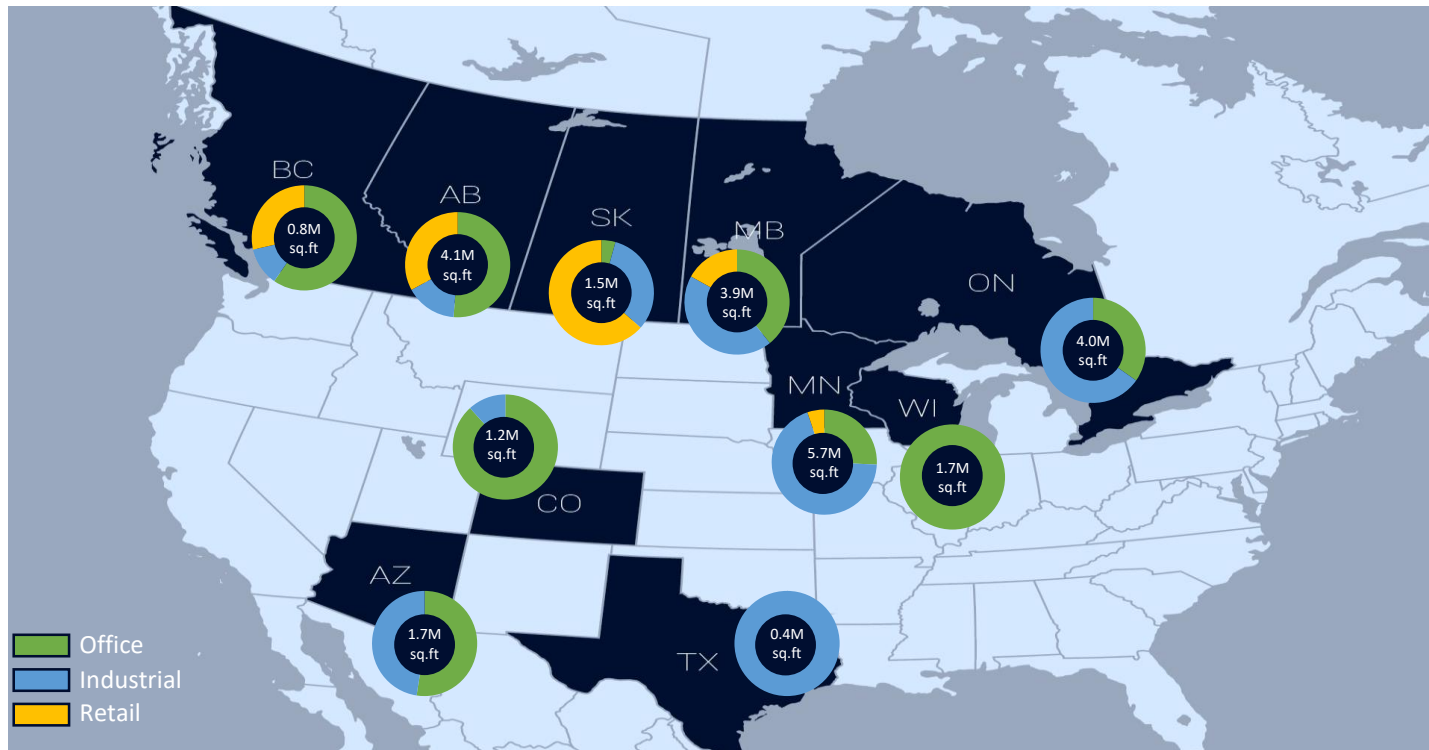 BC
0.8M
sq.ft
AB
4.1M
sq.ft
SK
1.5M
sq.ft
MB
3.9M
sq.ft
ON
4.0M
sq.ft
MN
5.7M
sq.ft
WI
1.7M
sq.ft
1.2M
sq.ft
CO
AZ
1.7M
sq.ft
TX
0.4M
sq.ft
Office
Industrial
Retail